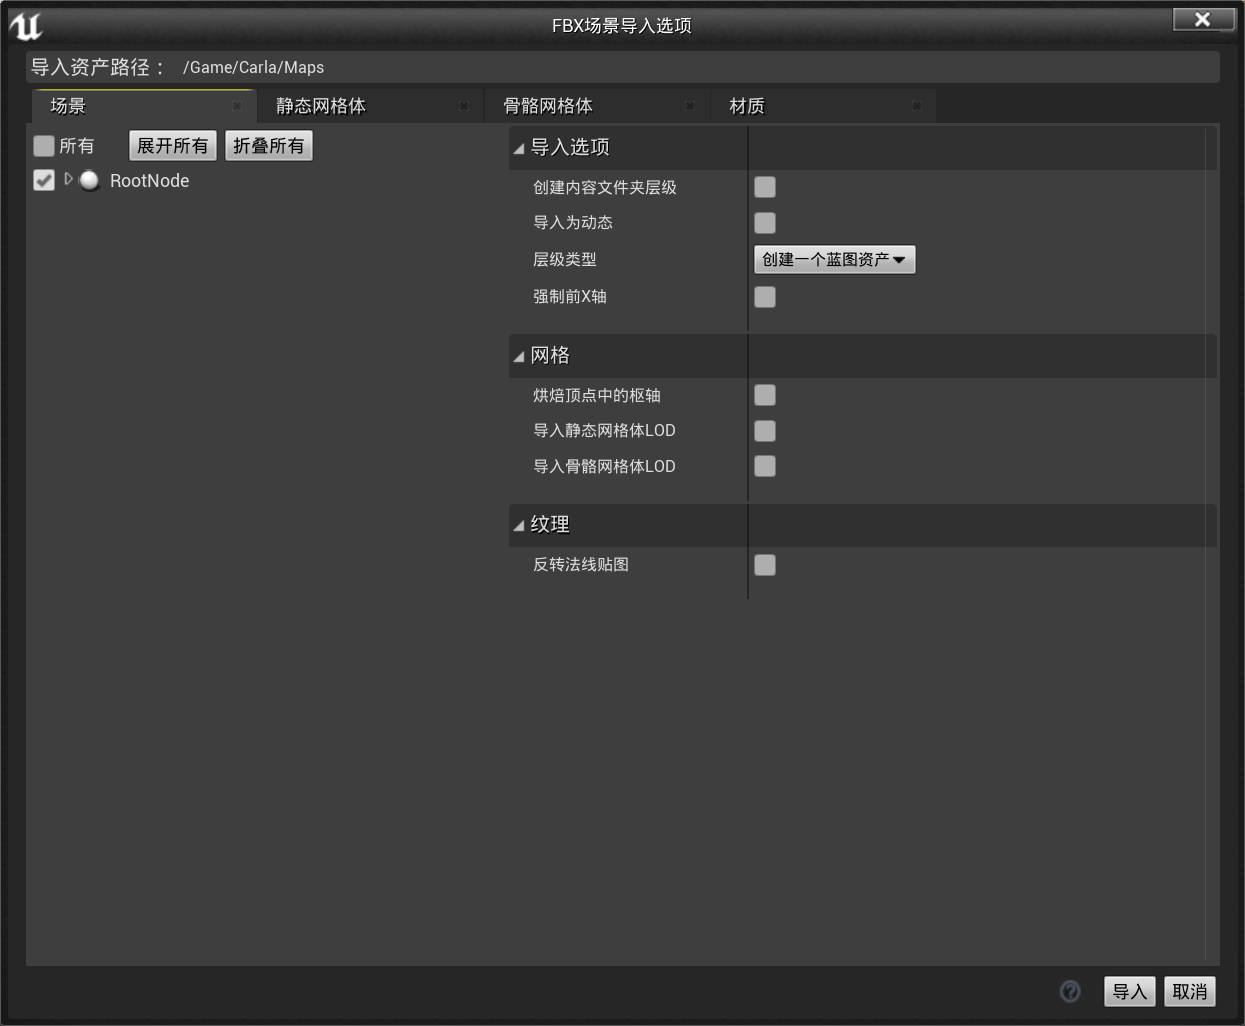 FBX场景导入选项
导入资产路径： /Game/Carla/Maps
场景 静态网格体 骨骼网格体 材质
所有 展开所有 折叠所有
RootNode
导入选项
创建内容文件夹层级
导入为动态
层级类型 创建一个蓝图资产
强制前X轴
网格
烘焙顶点中的枢轴
导入静态网格体LOD
导入骨骼网格体LOD
纹理
反转法线贴图
导入 取消